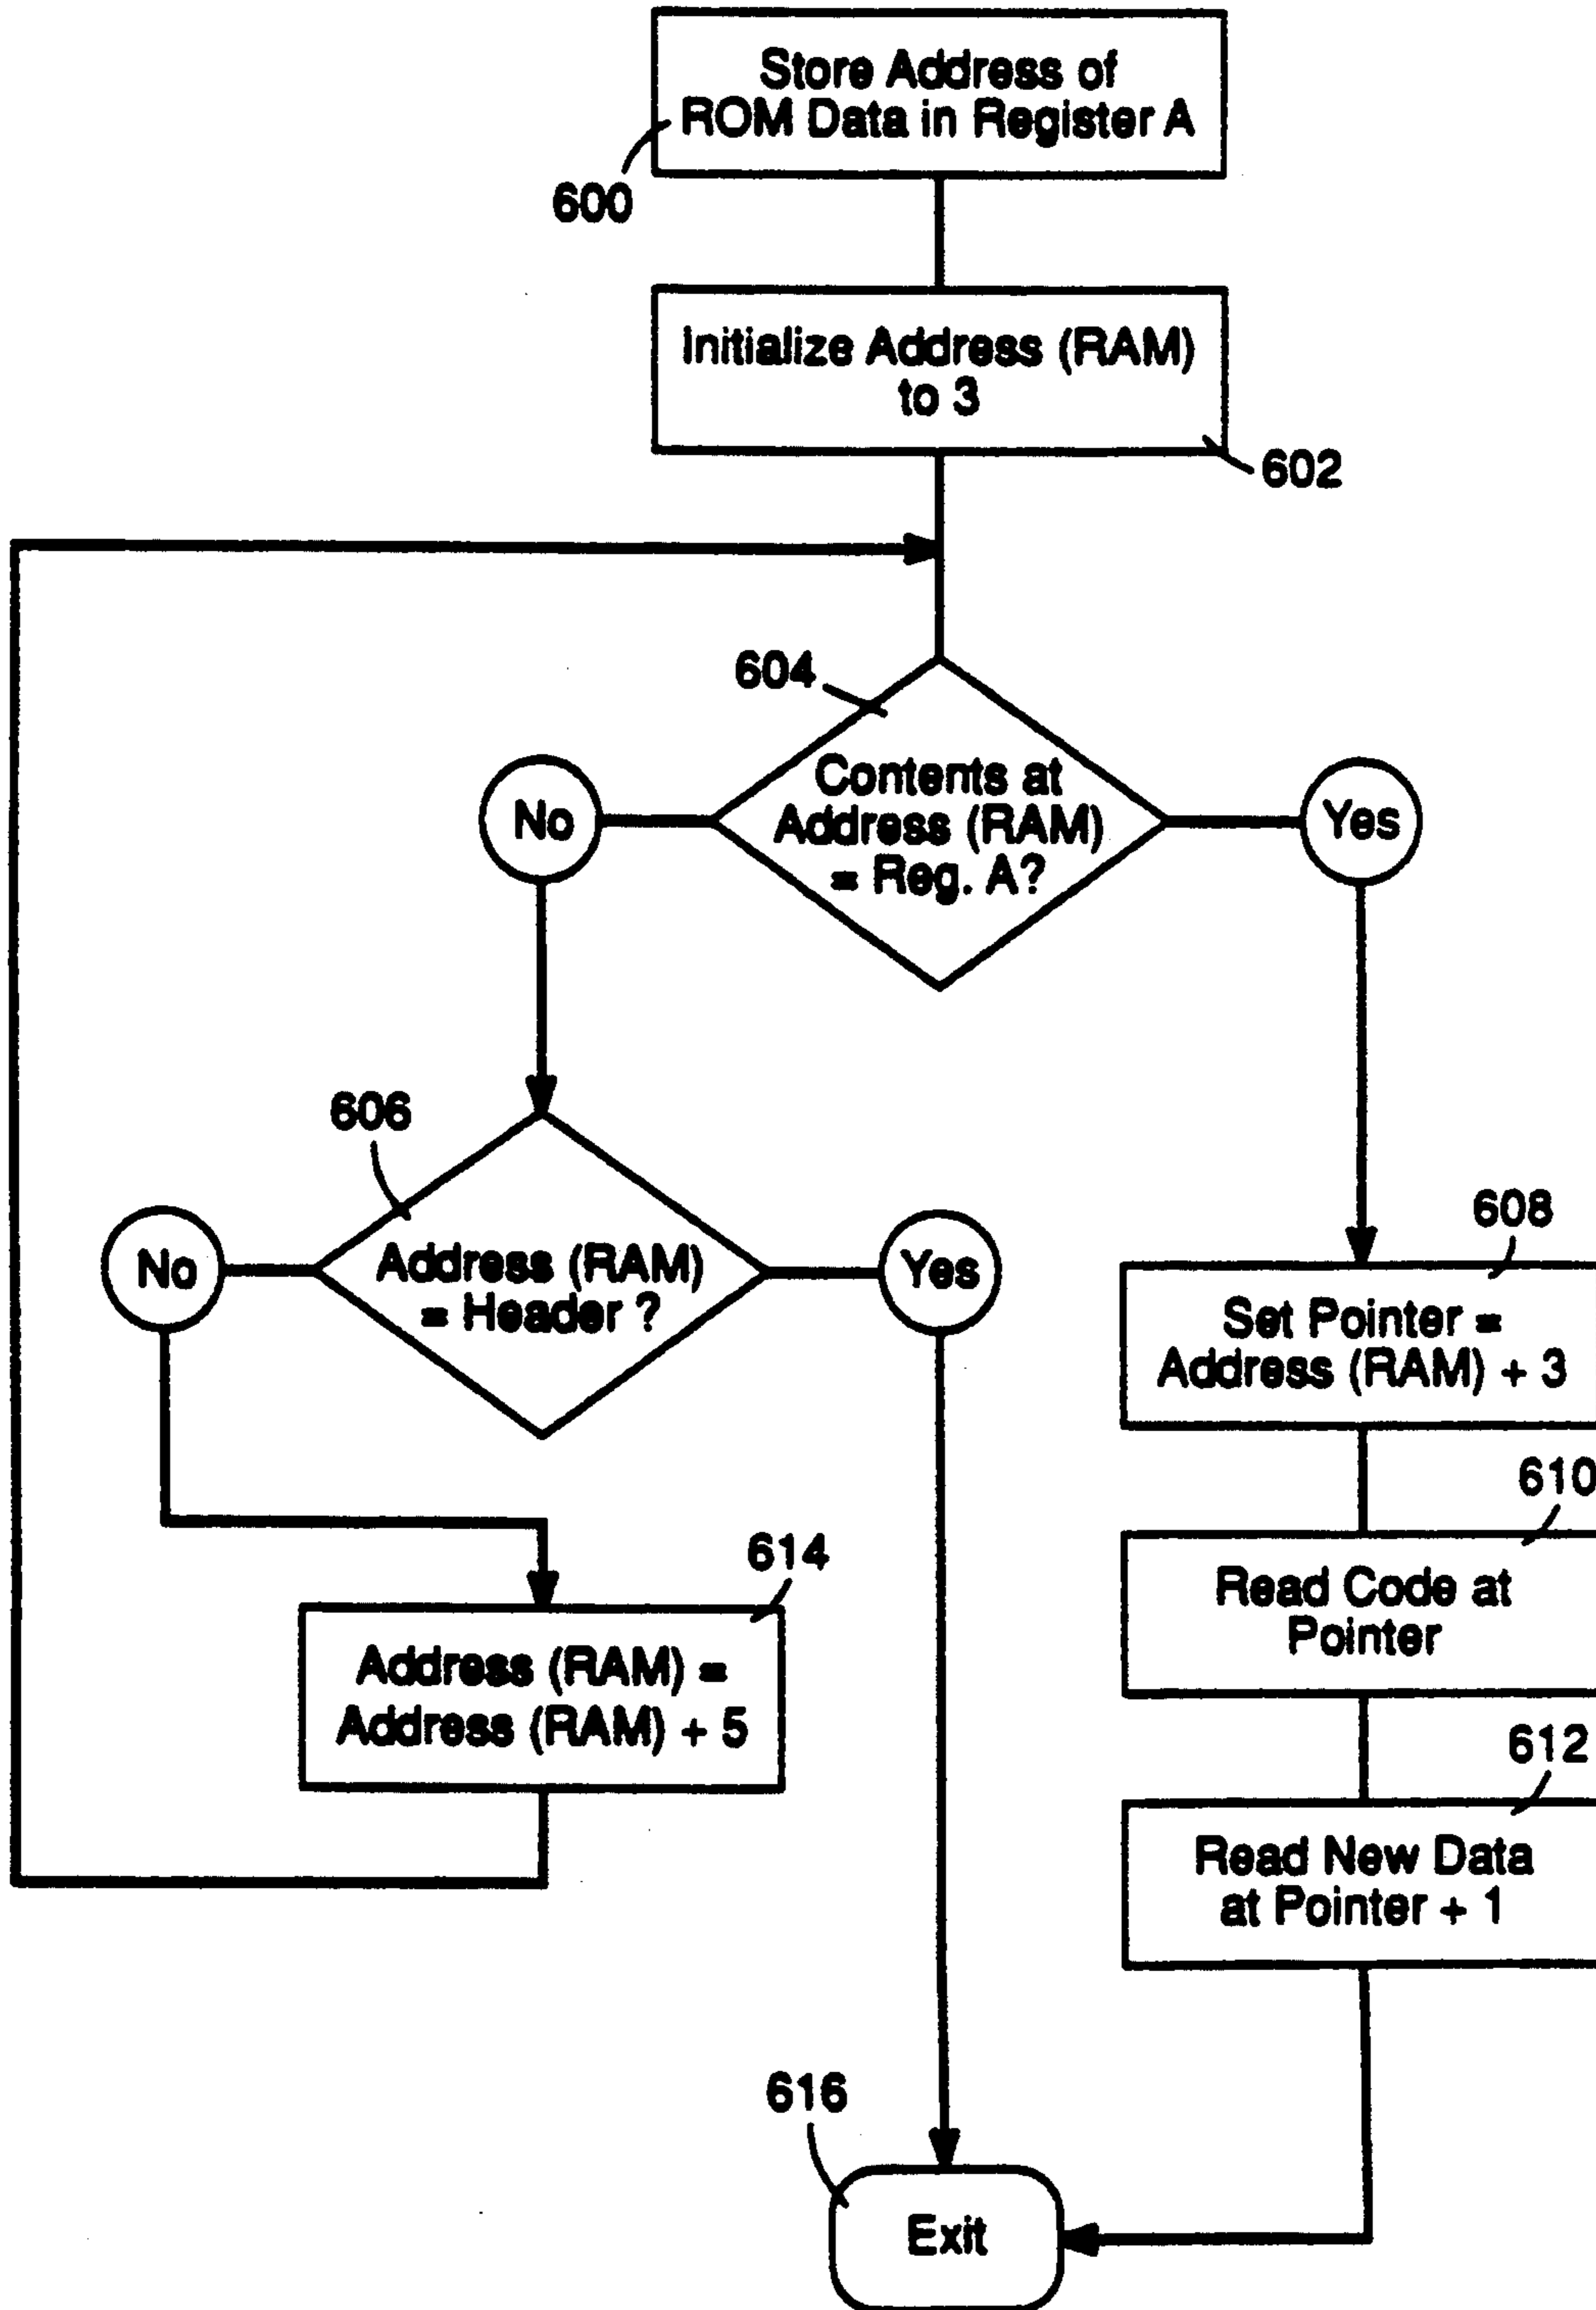 Store Address of
ROM Data in Register A
600
Initialize Address (RAM)
to 3
602
604
Contents at
Address (RAM)
= Reg. A?
No
Yes
606
Address (RAM)
= Header ?
No
Yes
608
Set Pointer =
Address (RAM) + 3
610
Read Code at
Pointer
614
Address (RAM) =
Address (RAM) + 5
612
Read New Data
at Pointer + 1
616
Exit